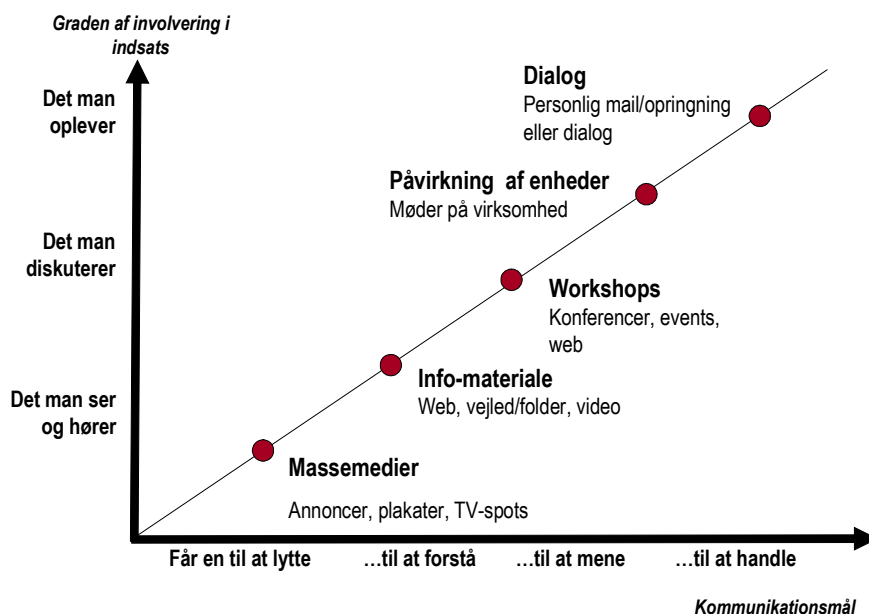 Graden af involvering i
indsats
Det man
oplever
Dialog
Personlig mail/opringning
eller dialog
Påvirkning af enheder
Møder på virksomhed
Det man
diskuterer
Workshops
Konferencer, events,
web
Info-materiale
Web, vejled/folder, video
Det man ser
og hører
Massemedier
Annoncer, plakater, TV-spots
Får en til at lytte
…til at forstå
…til at mene
…til at handle
Kommunikationsmål